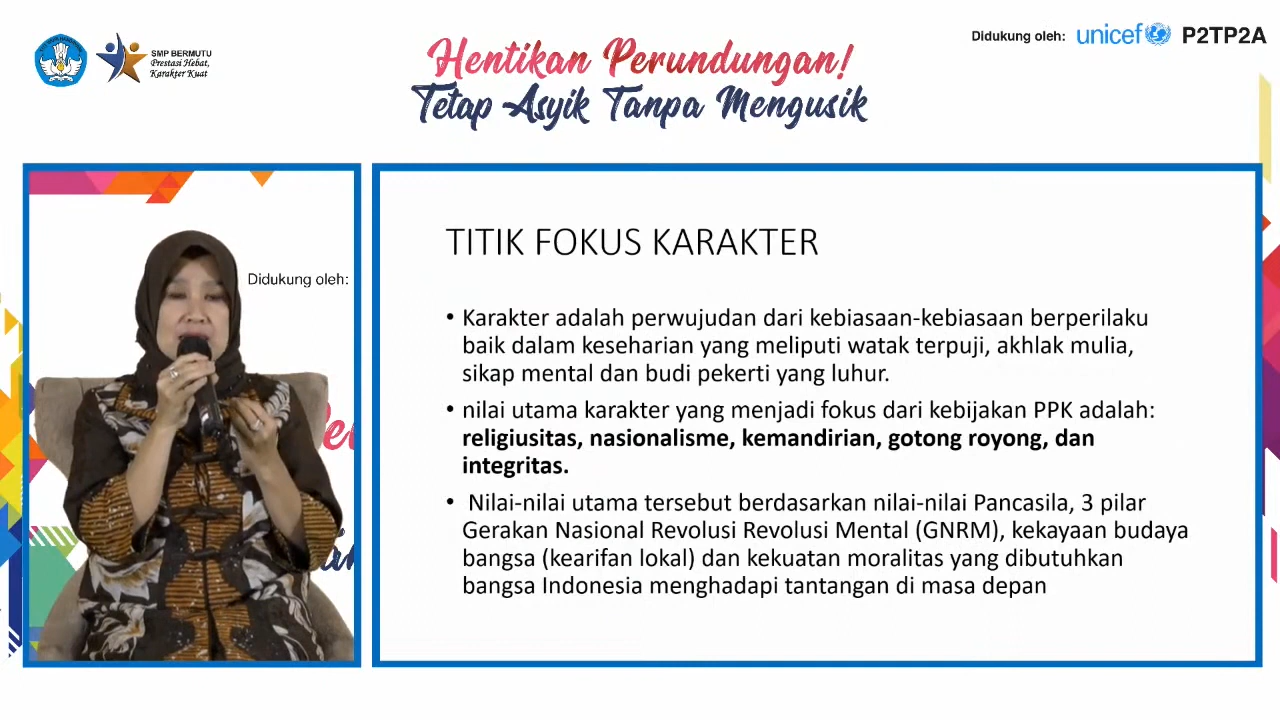 SMP BERMUTU
Prestasi Hebat,
Karakter Kuat
Hentikan Perundungan!
Tetap Asyik Tanpa Mengusik
Didukung oleh: unicef P2TP2A
Didukung oleh:
TITIK FOKUS KARAKTER
• Karakter adalah perwujudan dari kebiasaan-kebiasaan berperilaku
baik dalam keseharian yang meliputi watak terpuji, akhlak mulia,
sikap mental dan budi pekerti yang luhur.
• nilai utama karakter yang menjadi fokus dari kebijakan PPK adalah:
religiusitas, nasionalisme, kemandirian, gotong royong, dan
integritas.
• Nilai-nilai utama tersebut berdasarkan nilai-nilai Pancasila, 3 pilar
Gerakan Nasional Revolusi Revolusi Mental (GNRM), kekayaan budaya
bangsa (kearifan lokal) dan kekuatan moralitas yang dibutuhkan
bangsa Indonesia menghadapi tantangan di masa depan